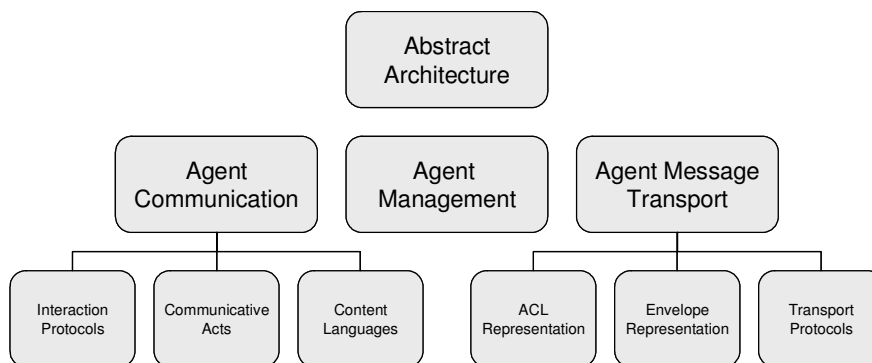 Abstract
Architecture
Agent
Communication
Agent
Management
Agent Message
Transport
Interaction
Protocols
Communicative
Acts
Content
Languages
ACL
Representation
Envelope
Representation
Transport
Protocols